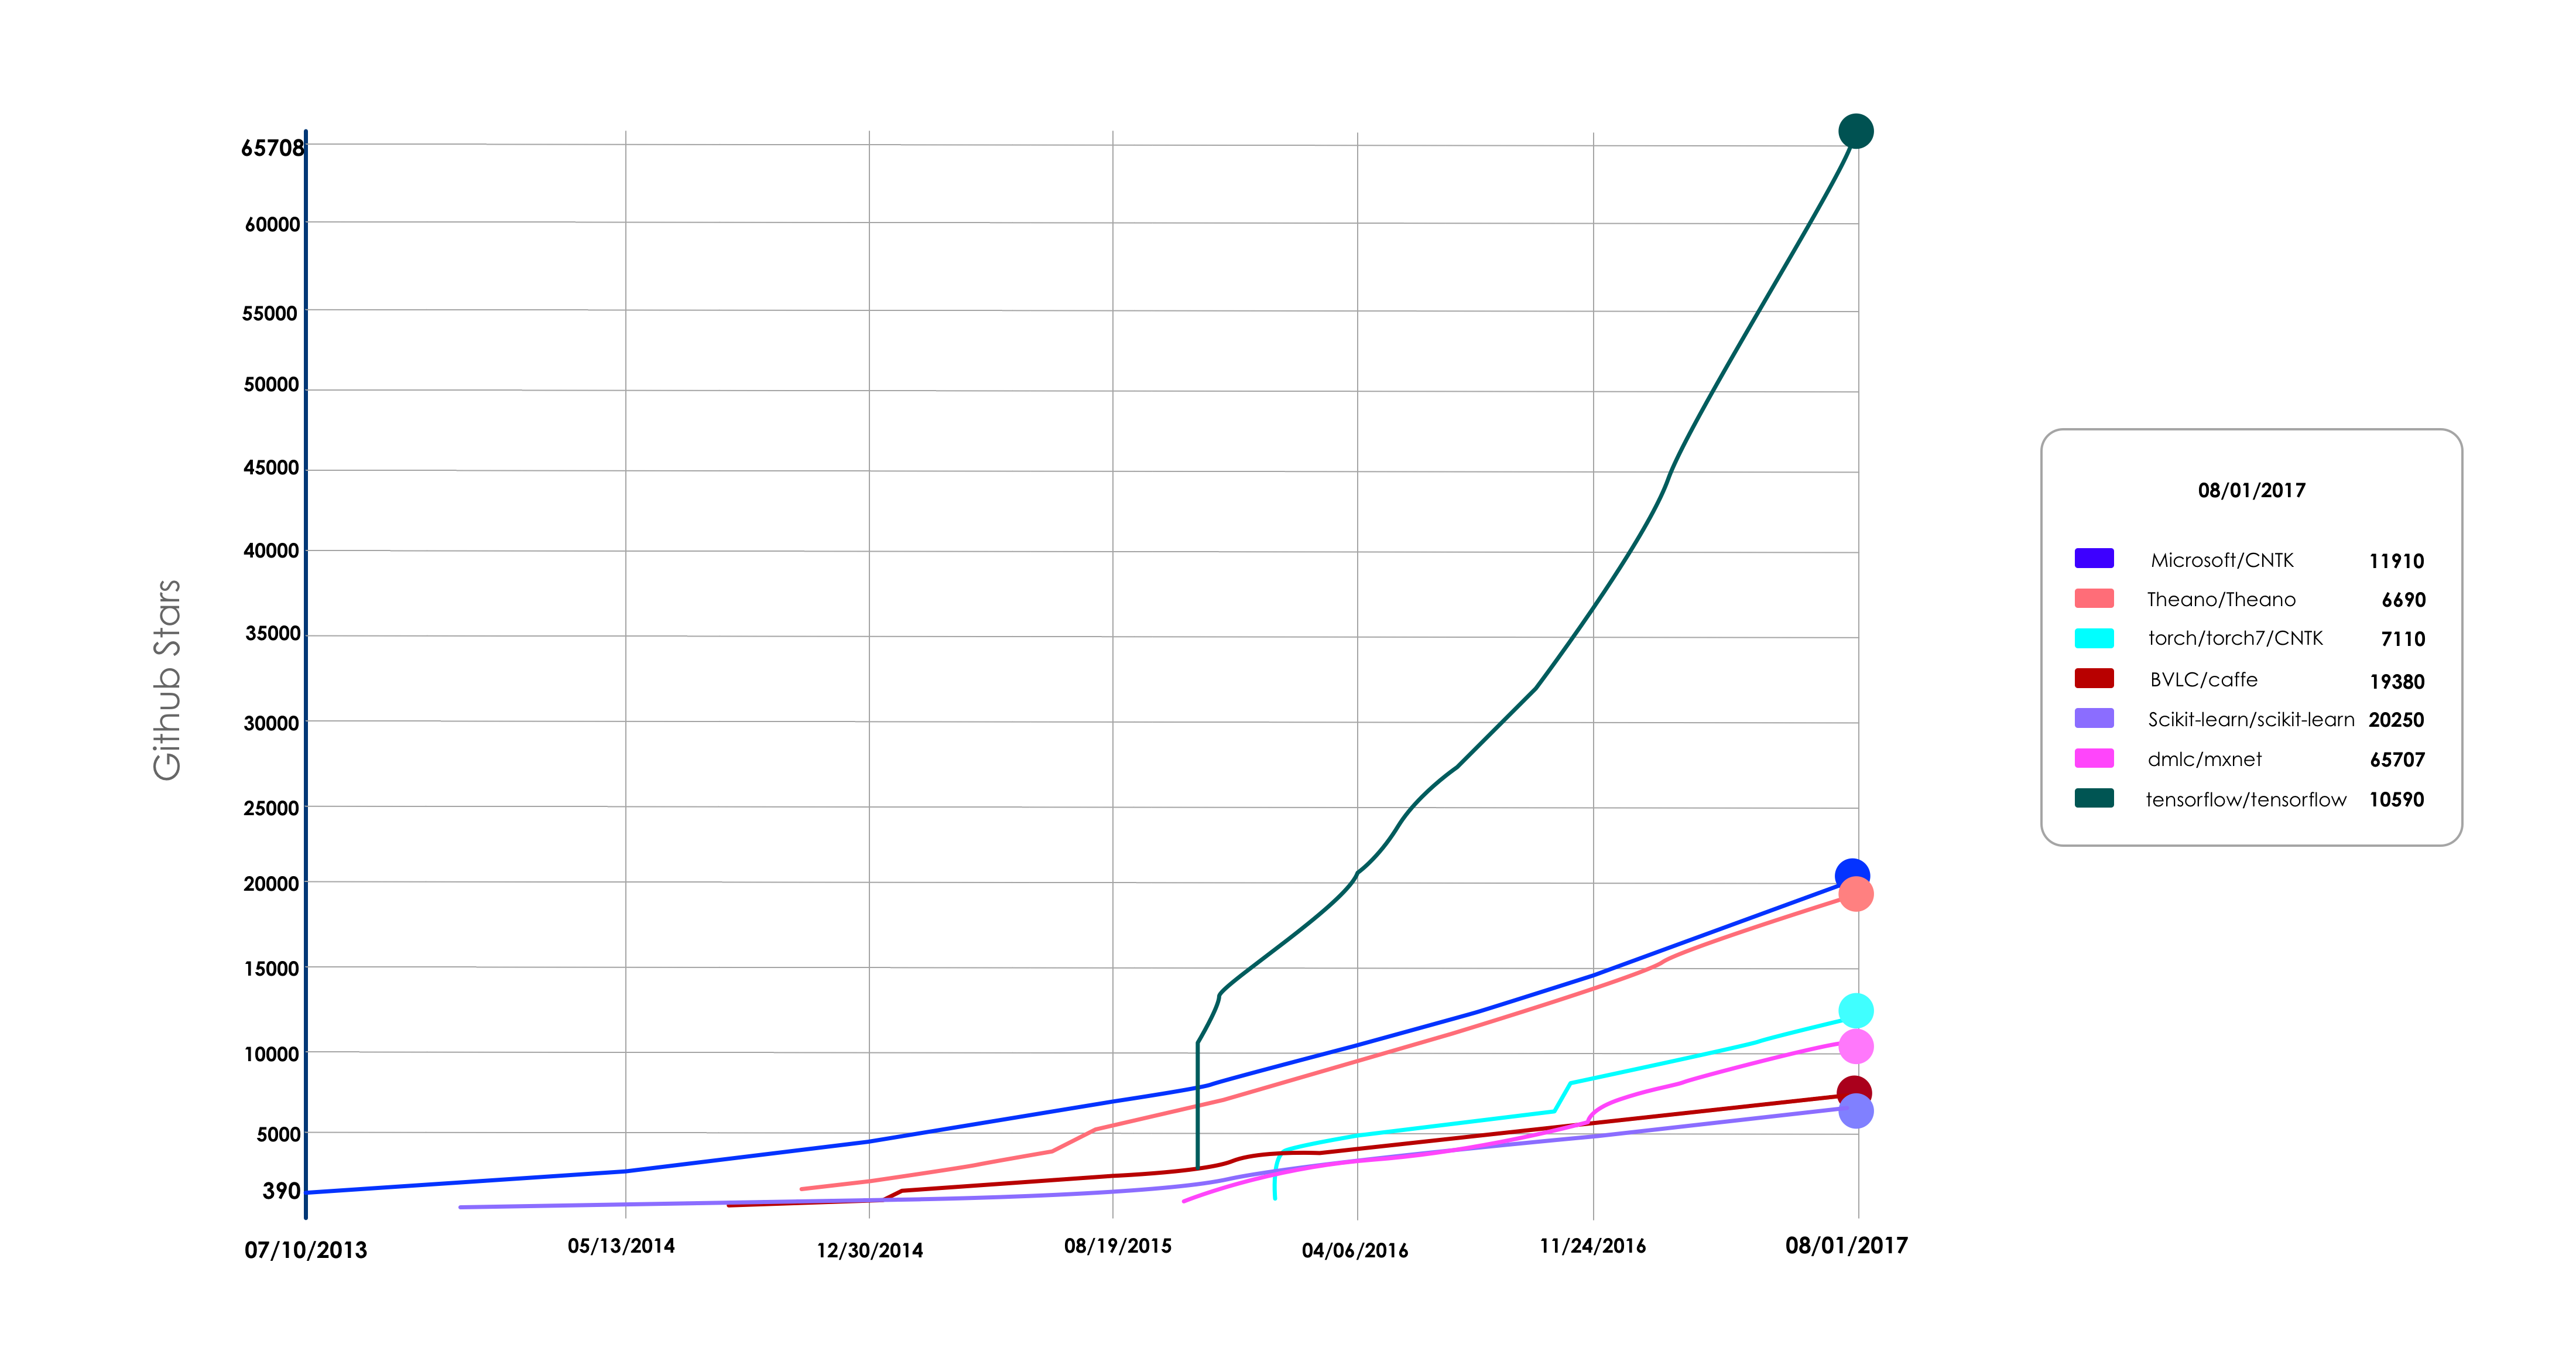 65708
60000
55000
50000
45000
40000
35000
30000
25000
20000
15000
10000
5000
390
Github Stars
07/10/2013
05/13/2014
12/30/2014
08/19/2015
04/06/2016
11/24/2016
08/01/2017
08/01/2017
Microsoft/CNTK 11910
Theano/Theano 6690
torch/torch7/CNTK 7110
BVLC/caffe 19380
Scikit-learn/scikit-learn 20250
dmlc/mxnet 65707
tensorflow/tensorflow 10590